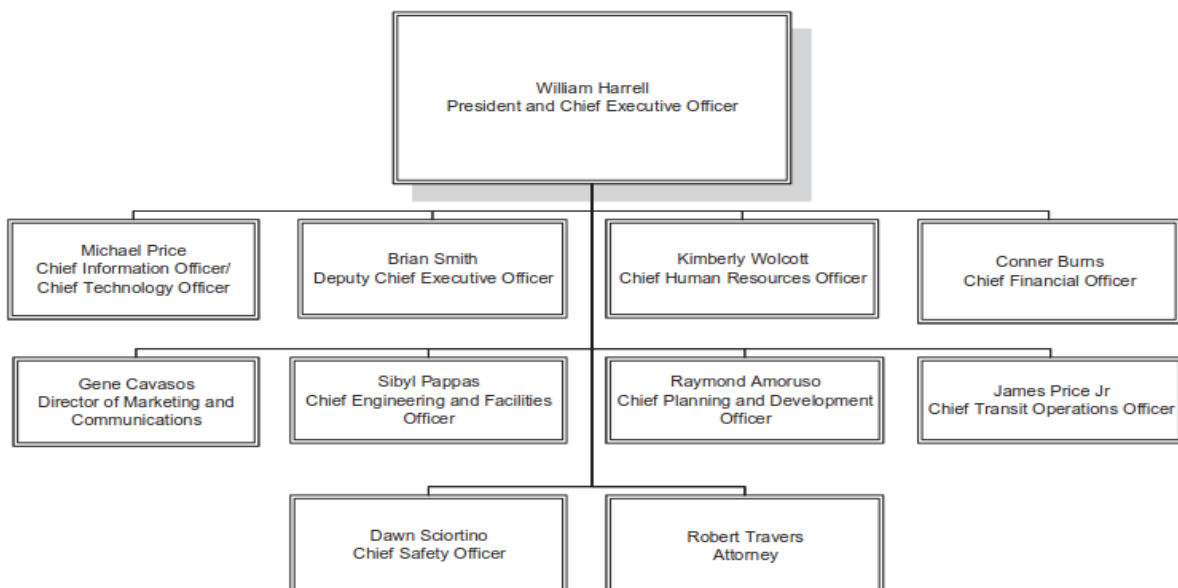 William Harrell
President and Chief Executive Officer
Michael Price
Chief Information Officer/
Chief Technology Officer
Brian Smith
Deputy Chief Executive Officer
Kimberly Wolcott
Chief Human Resources Officer
Conner Burns
Chief Financial Officer
Gene Cavasos
Director of Marketing and
Communications
Sibyl Pappas
Chief Engineering and Facilities
Officer
Raymond Amoruso
Chief Planning and Development
Officer
James Price Jr
Chief Transit Operations Officer
Dawn Sciortino
Chief Safety Officer
Robert Travers
Attorney